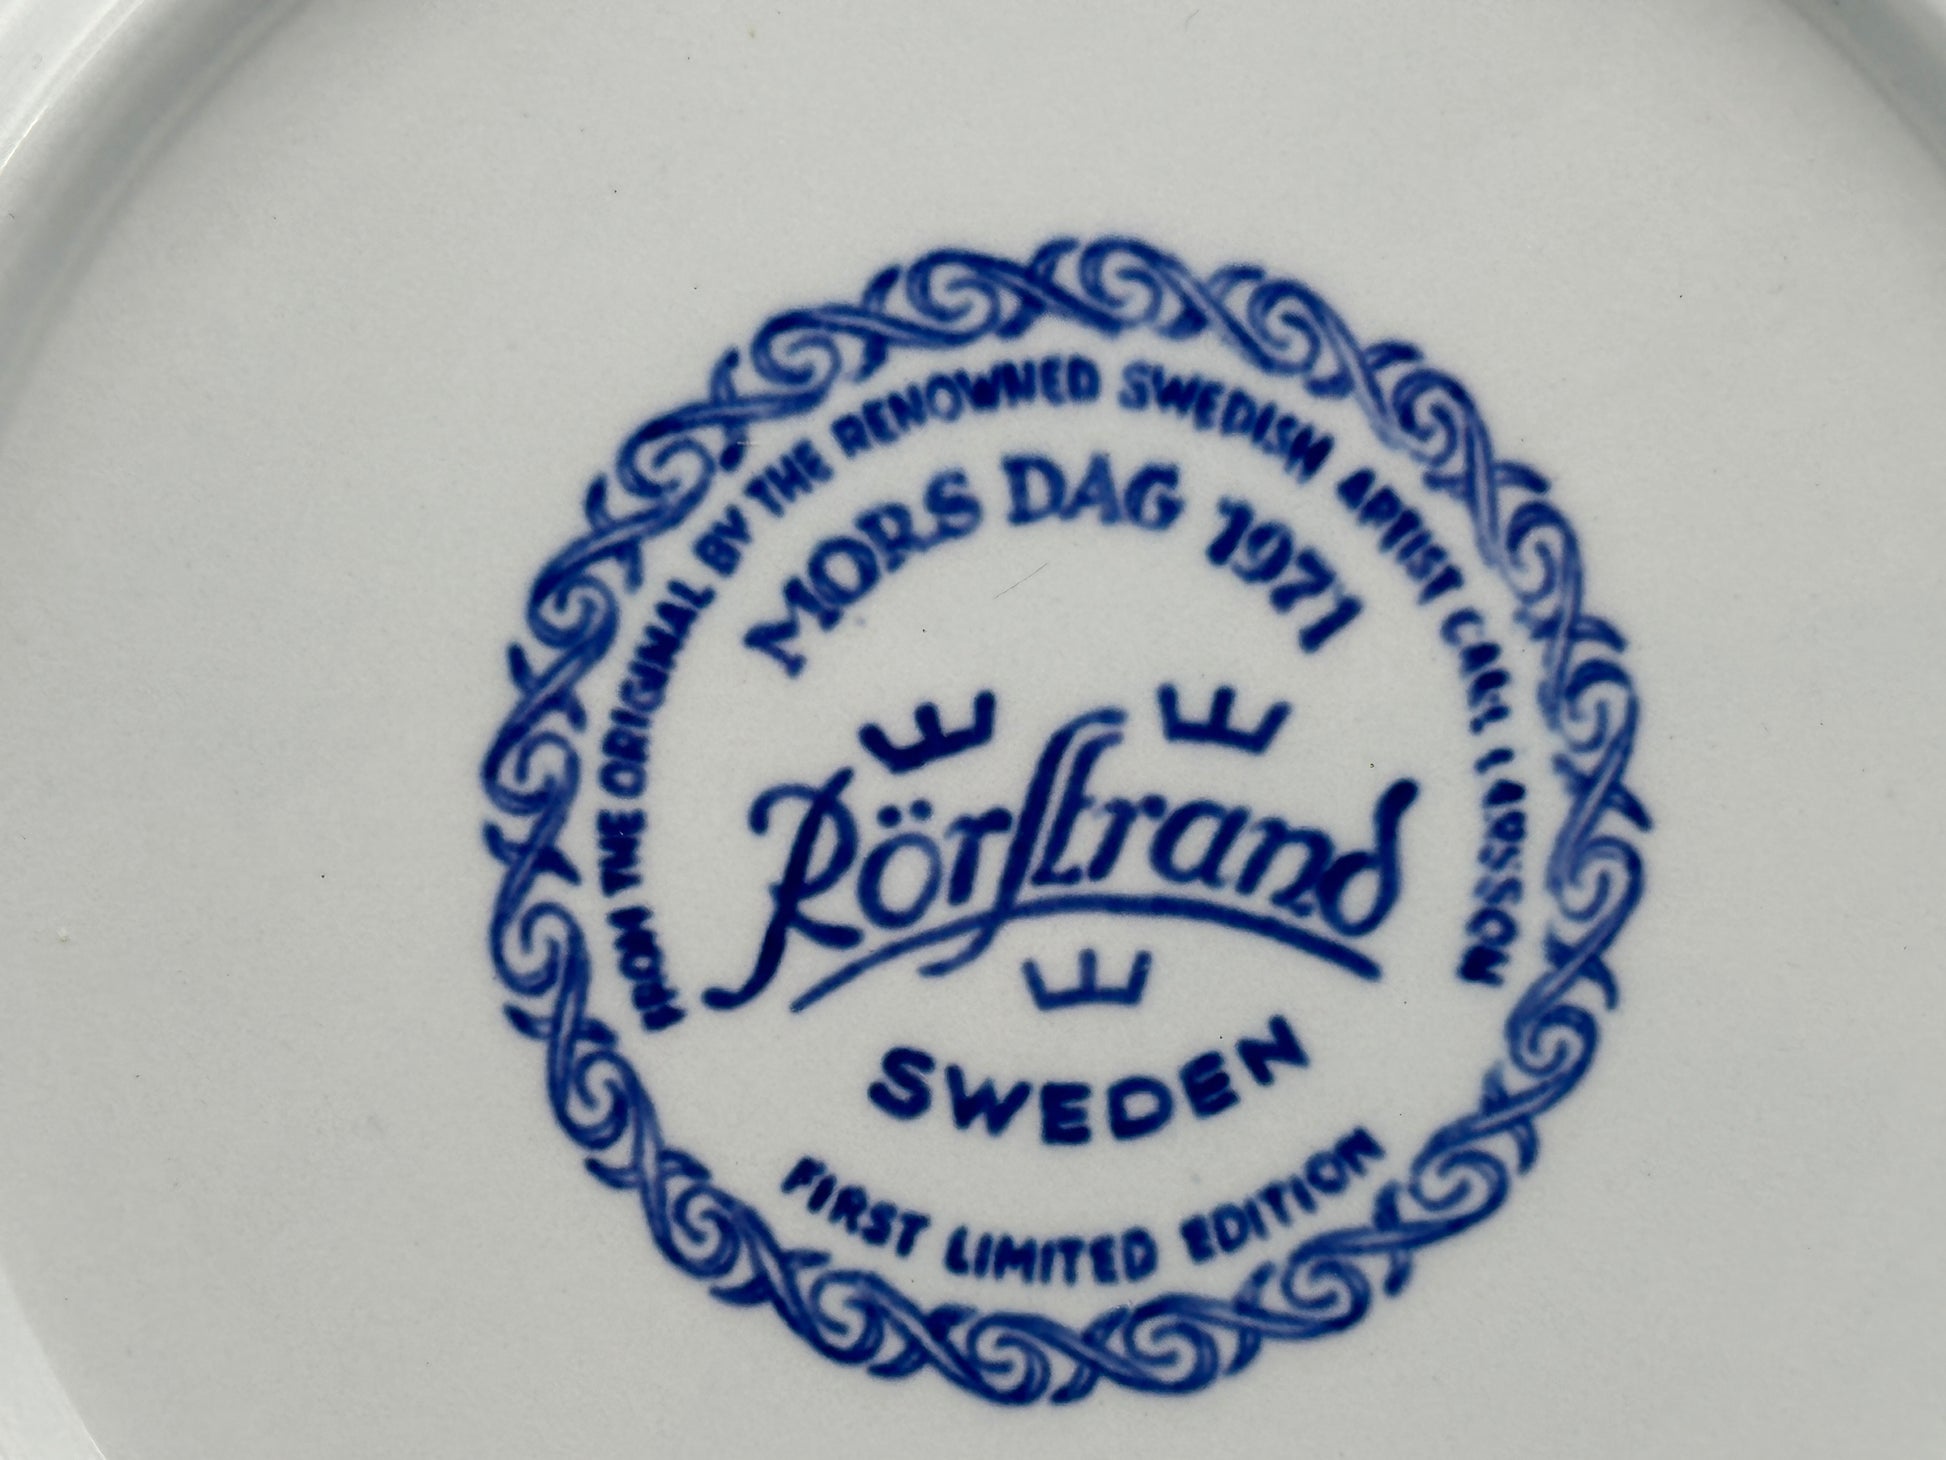 FROM THE ORIGINAL BY THE RENOWNED SWEDISH ARTIST CARL LARSSON
MORS DAG 1971
Rörstrand
SWEDEN
FIRST LIMITED EDITION